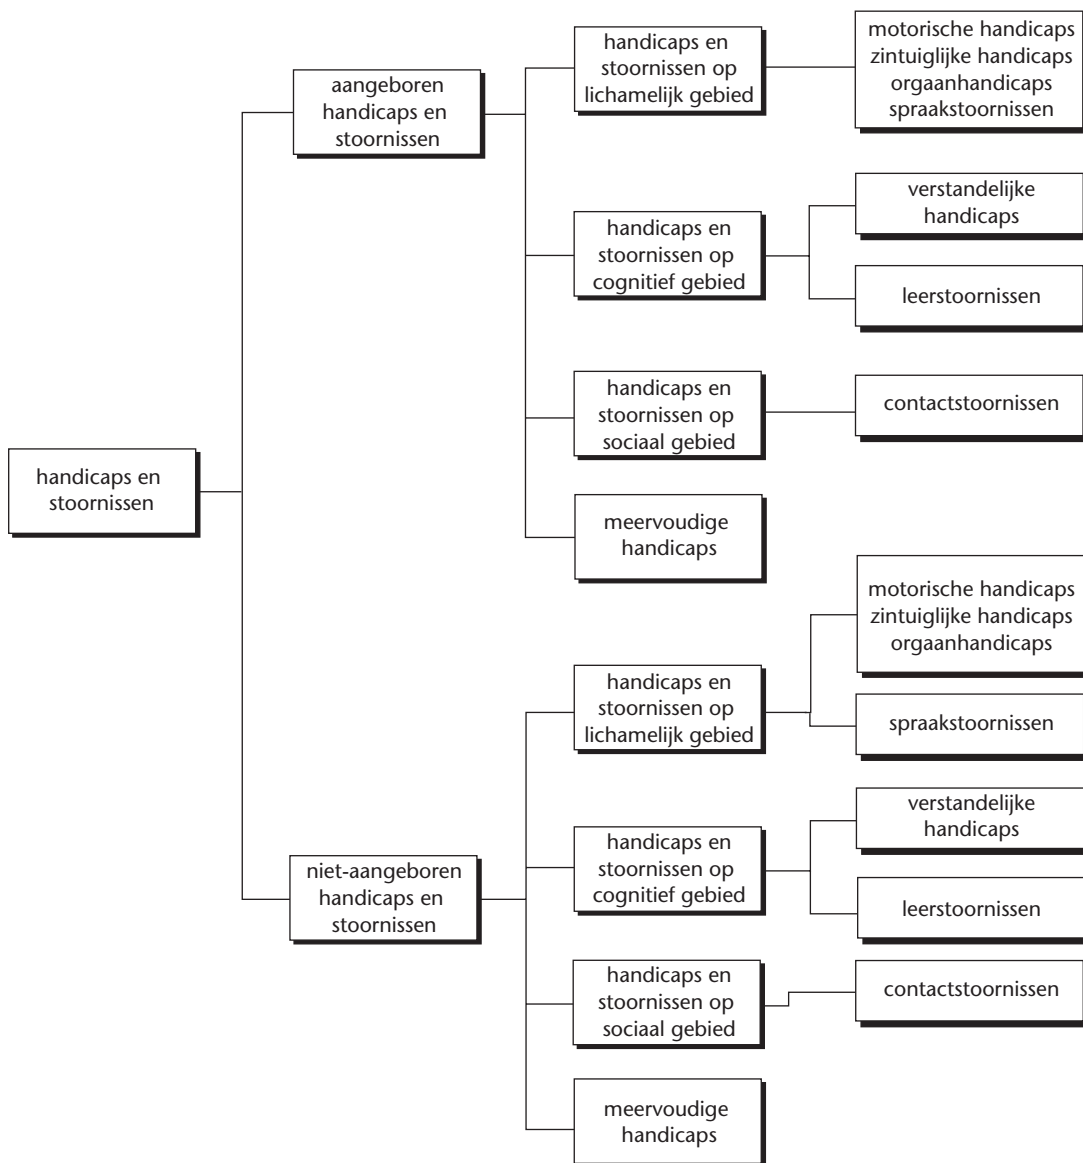 handicaps en
stoornissen
aangeboren
handicaps en
stoornissen
handicaps en
stoornissen op
lichamelijk gebied
motorische handicaps
zintuiglijke handicaps
orgaanhandicaps
spraakstoornissen
handicaps en
stoornissen op
cognitief gebied
verstandelijke
handicaps
leerstoornissen
handicaps en
stoornissen op
sociaal gebied
contactstoornissen
meervoudige
handicaps
niet-aangeboren
handicaps en
stoornissen
handicaps en
stoornissen op
lichamelijk gebied
motorische handicaps
zintuiglijke handicaps
orgaanhandicaps
spraakstoornissen
handicaps en
stoornissen op
cognitief gebied
verstandelijke
handicaps
leerstoornissen
handicaps en
stoornissen op
sociaal gebied
contactstoornissen
meervoudige
handicaps